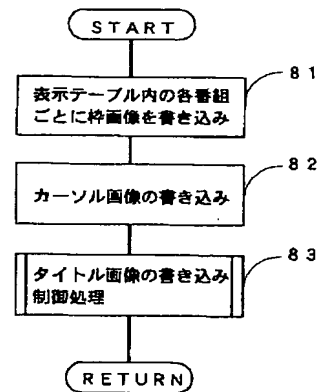 START
81
表示テーブル内の各番組
ごとに枠画像を書き込み
82
カーソル画像の書き込み
83
タイトル画像の書き込み
制御処理
RETURN